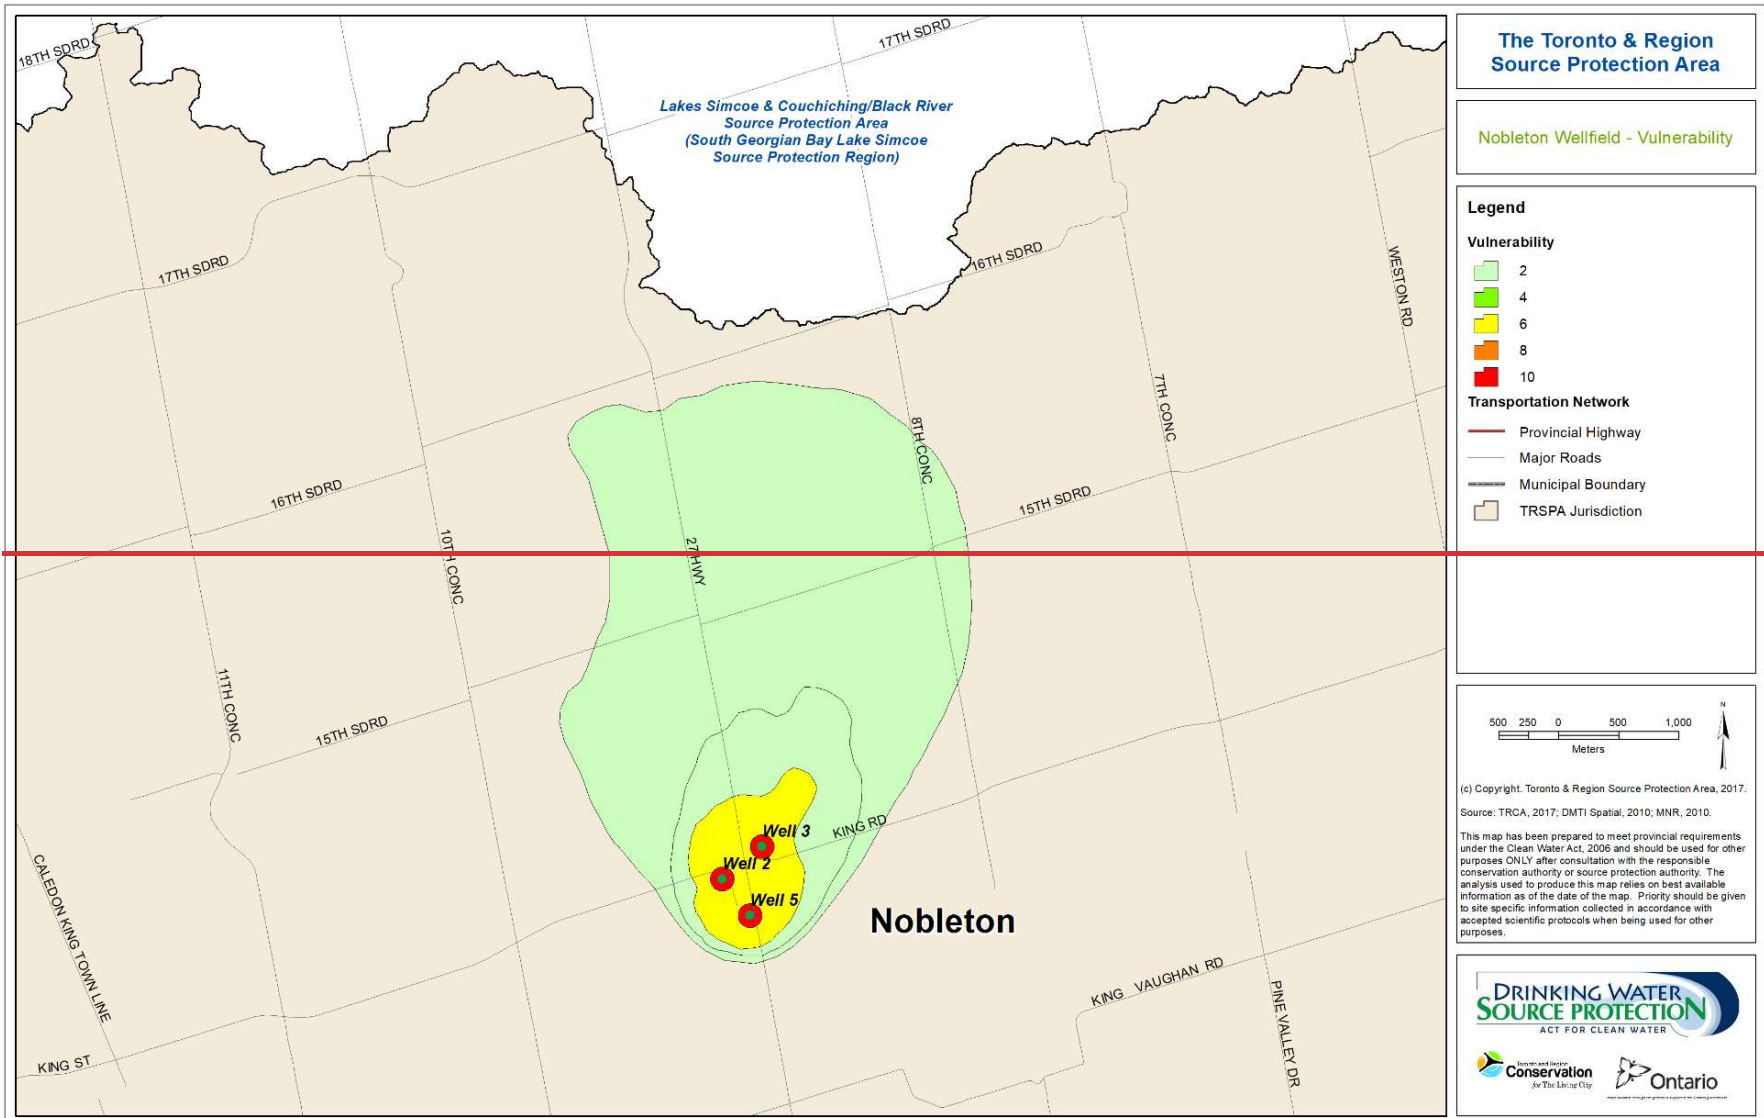 18TH SDRD
17TH SDRD
Lakes Simcoe & Couchiching/Black River
Source Protection Area
(South Georgian Bay Lake Simcoe
Source Protection Region)
17TH SDRD
16TH SDRD
WESTON RD
7TH CONC
8TH CONC
16TH SDRD
15TH SDRD
10TH CONC
27 HWY
11TH CONC
15TH SDRD
Well 3
KING RD
Well 2
Well 5
Nobleton
CALEDON KING TOWN LINE
KING VAUGHAN RD
PINE VALLEY DR
KING ST
The Toronto & Region
Source Protection Area
Nobleton Wellfield - Vulnerability
Legend
Vulnerability
2
4
6
8
10
Transportation Network
Provincial Highway
Major Roads
Municipal Boundary
TRSPA Jurisdiction
N
500 250 0 500 1,000
Meters
(c) Copyright. Toronto & Region Source Protection Area, 2017.
Source: TRCA, 2017; DMTI Spatial, 2010; MNR, 2010.
This map has been prepared to meet provincial requirements
under the Clean Water Act, 2006 and should be used for other
purposes ONLY after consultation with the responsible
conservation authority or source protection authority. The
analysis used to produce this map relies on best available
information as of the date of the map. Priority should be given
to site specific information collected in accordance with
accepted scientific protocols when being used for other
purposes.
DRINKING WATER
SOURCE PROTECTION
ACT FOR CLEAN WATER
Toronto and Region
Conservation
for The Living City
Ontario